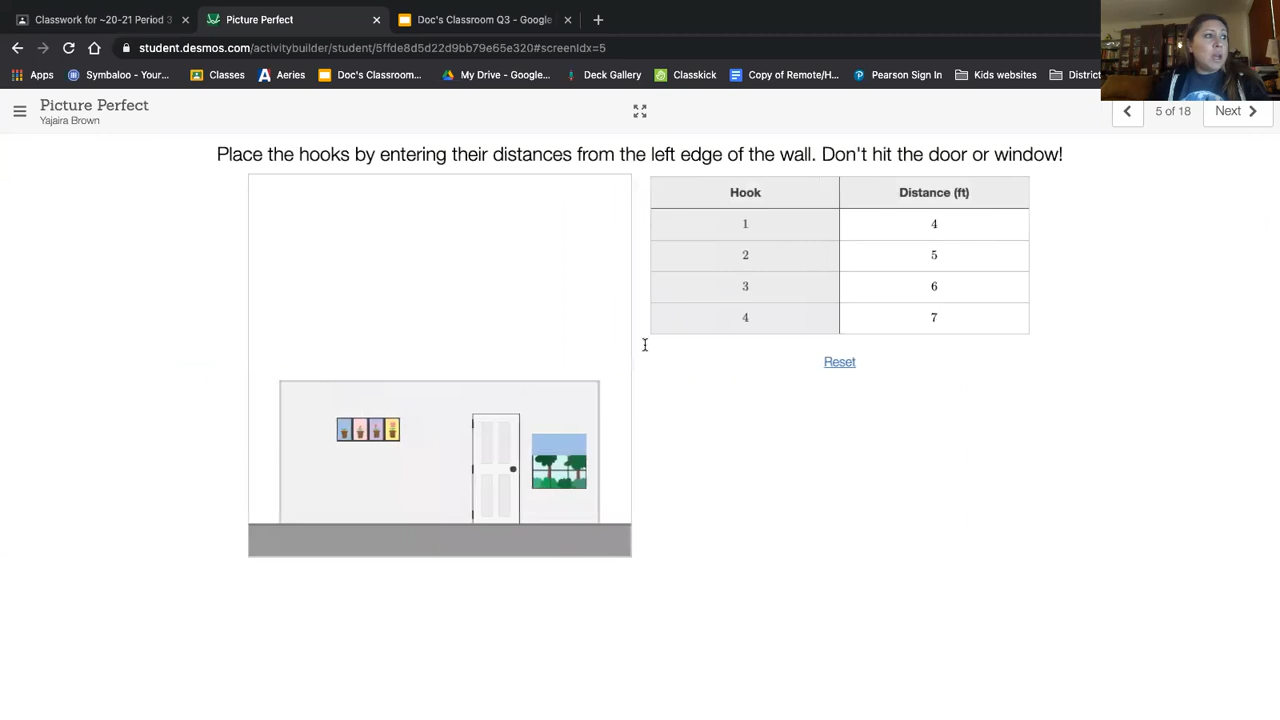 Classwork for ~20-21 Period 3
Picture Perfect
Doc's Classroom Q3 - Google
student.desmos.com/activitybuilder/student/5ffde8d5d22d9bb79e65e320#screenIdx=5
Apps
Symbaloo - Your...
Classes
Aeries
Doc's Classroom...
My Drive - Google...
Deck Gallery
Classkick
Copy of Remote/H...
Pearson Sign In
Kids websites
District
Picture Perfect
Yajaira Brown
5 of 18
Next
Place the hooks by entering their distances from the left edge of the wall. Don't hit the door or window!
Hook Distance (ft)
1 4
2 5
3 6
4 7
Reset